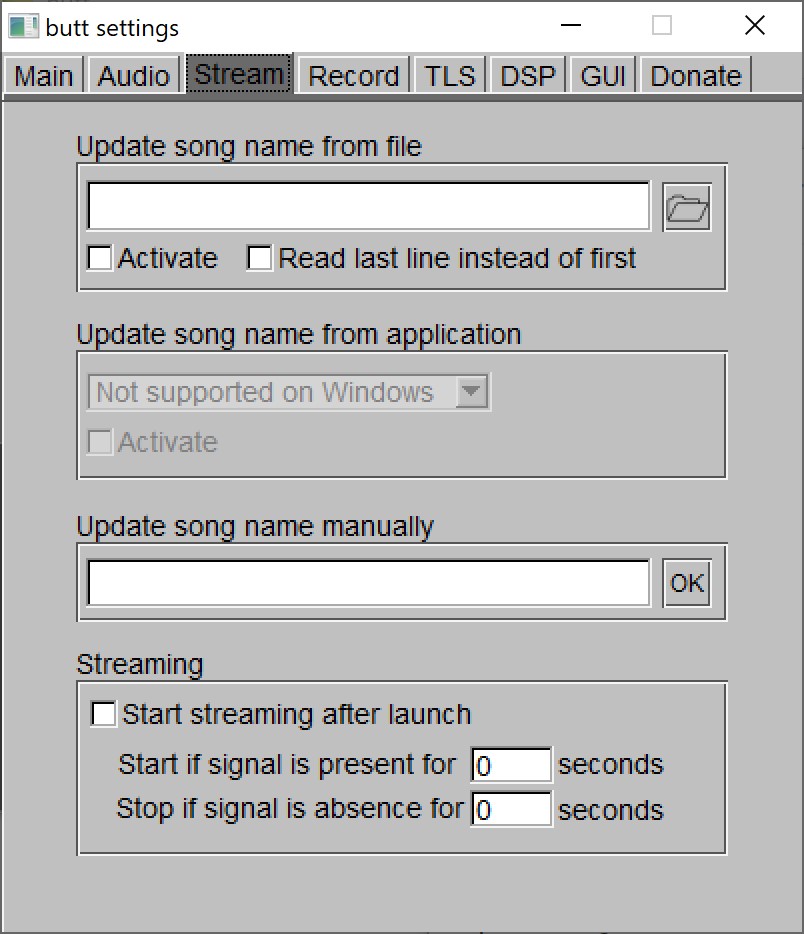 butt settings
Main Audio Stream Record TLS DSP GUI Donate
Update song name from file
Activate Read last line instead of first
Update song name from application
Not supported on Windows
Activate
Update song name manually
OK
Streaming
Start streaming after launch
Start if signal is present for 0 seconds
Stop if signal is absence for 0 seconds